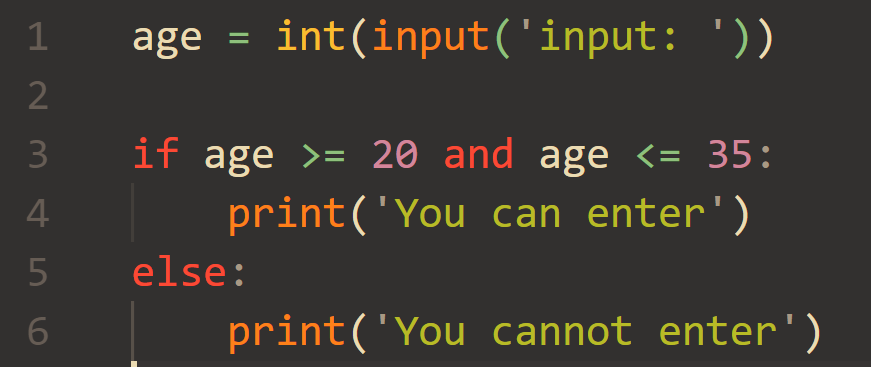 1 age = int(input('input: '))
2
3 if age >= 20 and age <= 35:
4     print('You can enter')
5 else:
6     print('You cannot enter')